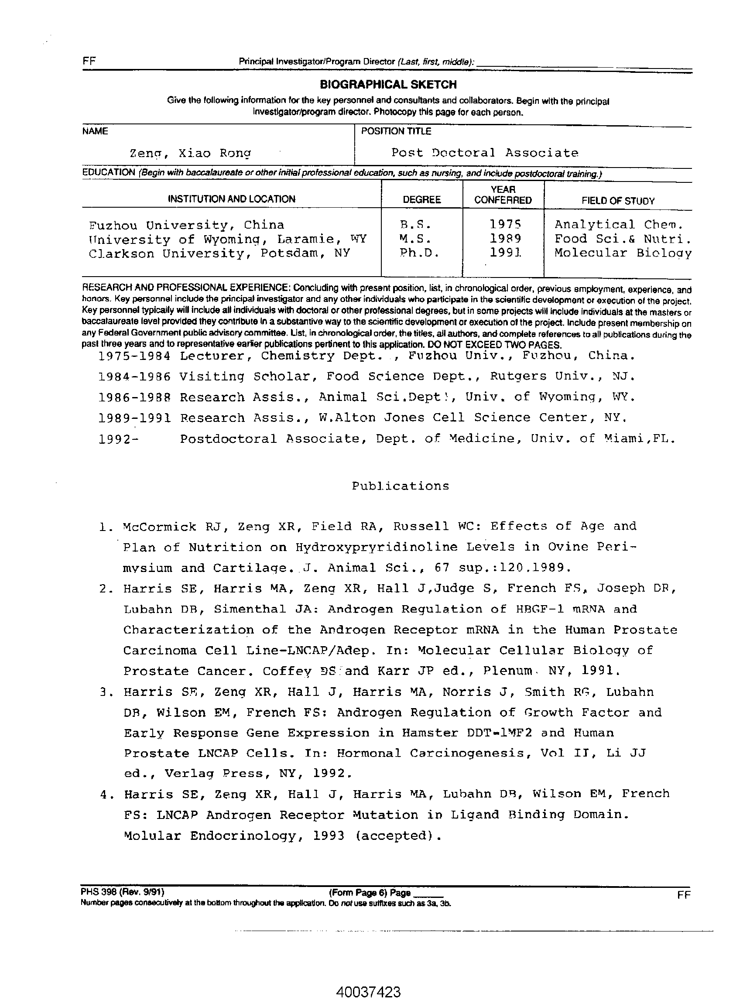 FF Principal Investigator/Program Director (Last, first, middle):
BIOGRAPHICAL SKETCH
Give the following information for the key personnel and consultants and collaborators. Begin with the principal
investigator/program director. Photocopy this page for each person.
NAME POSITION TITLE
Zeng, Xiao Rong Post Doctoral Associate
EDUCATION (Begin with baccalaureate or other initial professional education, such as nursing, and include postdoctoral training.)
INSTITUTION AND LOCATION DEGREE YEAR CONFERRED FIELD OF STUDY
Fuzhou University, China B.S. 1975 Analytical Chem.
University of Wyoming, Laramie, WY M.S. 1989 Food Sci.& Nutri.
Clarkson University, Potsdam, NY Ph.D. 1991 Molecular Biology
RESEARCH AND PROFESSIONAL EXPERIENCE: Concluding with present position, list, in chronological order, previous employment, experience, and
honors. Key personnel include the principal investigator and any other individuals who participate in the scientific development or execution of the project.
Key personnel typically will include all individuals with doctoral or other professional degrees, but in some projects will include individuals at the masters or
baccalaureate level provided they contribute in a substantive way to the scientific development or execution of the project. Include present membership on
any Federal Government public advisory committee. List, in chronological order, the titles, all authors, and complete references to all publications during the
past three years and to representative earlier publications pertinent to this application. DO NOT EXCEED TWO PAGES.
1975-1984 Lecturer, Chemistry Dept. , Fuzhou Univ., Fuzhou, China.
1984-1986 Visiting Scholar, Food Science Dept., Rutgers Univ., NJ.
1986-1988 Research Assis., Animal Sci.Dept!, Univ. of Wyoming, WY.
1989-1991 Research Assis., W.Alton Jones Cell Science Center, NY.
1992- Postdoctoral Associate, Dept. of Medicine, Univ. of Miami,FL.
Publications
1. McCormick RJ, Zeng XR, Field RA, Russell WC: Effects of Age and
Plan of Nutrition on Hydroxypryridinoline Levels in Ovine Peri-
mysium and Cartilage. J. Animal Sci., 67 sup.:120.1989.
2. Harris SE, Harris MA, Zeng XR, Hall J,Judge S, French FS, Joseph DR,
Lubahn DB, Simenthal JA: Androgen Regulation of HBGF-1 mRNA and
Characterization of the Androgen Receptor mRNA in the Human Prostate
Carcinoma Cell Line-LNCAP/Adep. In: Molecular Cellular Biology of
Prostate Cancer. Coffey DS and Karr JP ed., Plenum. NY, 1991.
3. Harris SE, Zeng XR, Hall J, Harris MA, Norris J, Smith RG, Lubahn
DB, Wilson EM, French FS: Androgen Regulation of Growth Factor and
Early Response Gene Expression in Hamster DDT-1MF2 and Human
Prostate LNCAP Cells. In: Hormonal Carcinogenesis, Vol II, Li JJ
ed., Verlag Press, NY, 1992.
4. Harris SE, Zeng XR, Hall J, Harris MA, Lubahn DB, Wilson EM, French
FS: LNCAP Androgen Receptor Mutation in Ligand Binding Domain.
Molular Endocrinology, 1993 (accepted).
PHS 398 (Rev. 9/91) (Form Page 6) Page FF
Number pages consecutively at the bottom throughout the application. Do not use suffixes such as 3a, 3b.
40037423